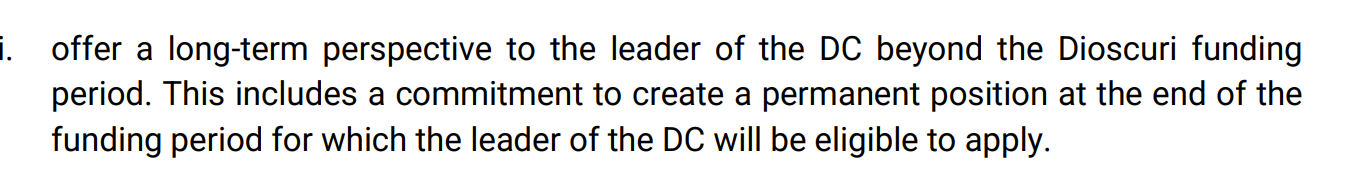 i. offer a long-term perspective to the leader of the DC beyond the Dioscuri funding
period. This includes a commitment to create a permanent position at the end of the
funding period for which the leader of the DC will be eligible to apply.